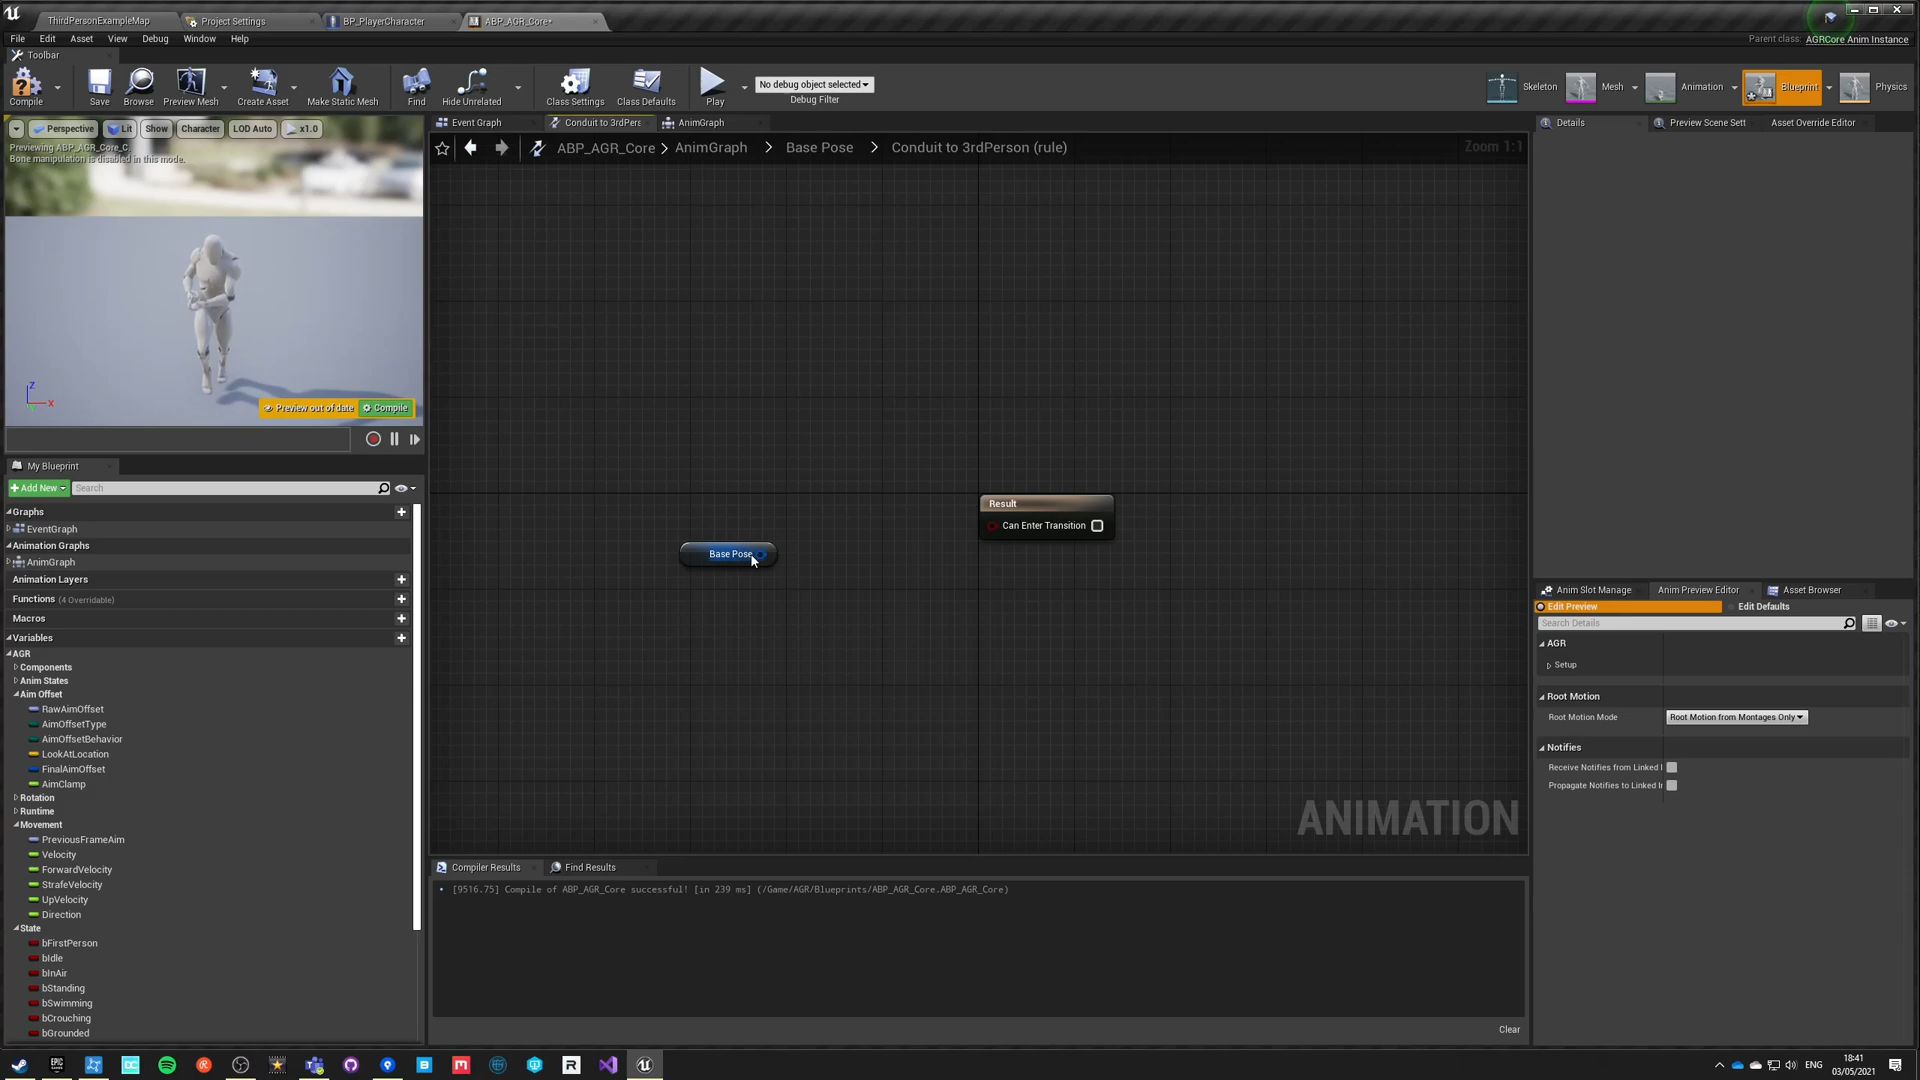 ThirdPersonExampleMap
Project Settings
BP_PlayerCharacter
ABP_AGR_Core*
File Edit Asset View Debug Window Help
Parent class: AGRCore Anim Instance
Toolbar
Compile
Save
Browse
Preview Mesh
Create Asset
Make Static Mesh
Find
Hide Unrelated
Class Settings
Class Defaults
Play
No debug object selected
Debug Filter
Skeleton
Mesh
Animation
Blueprint
Physics
Perspective
Lit
Show
Character
LOD Auto
x1.0
Previewing ABP_AGR_Core_C.
Bone manipulation is disabled in this mode.
Z
X
Preview out of date
Compile
Event Graph
Conduit to 3rdPers
AnimGraph
ABP_AGR_Core > AnimGraph > Base Pose > Conduit to 3rdPerson (rule)
Zoom 1:1
Result
Can Enter Transition
Base Pose
ANIMATION
My Blueprint
Add New
Search
Graphs
EventGraph
Animation Graphs
AnimGraph
Animation Layers
Functions (4 Overridable)
Macros
Variables
AGR
Components
Anim States
Aim Offset
RawAimOffset
AimOffsetType
AimOffsetBehavior
LookAtLocation
FinalAimOffset
AimClamp
Rotation
Runtime
Movement
PreviousFrameAim
Velocity
ForwardVelocity
StrafeVelocity
UpVelocity
Direction
State
bFirstPerson
bIdle
bInAir
bStanding
bSwimming
bCrouching
bGrounded
Compiler Results
Find Results
[9516.75] Compile of ABP_AGR_Core successful! [in 239 ms] (/Game/AGR/Blueprints/ABP_AGR_Core.ABP_AGR_Core)
Clear
Details
Preview Scene Sett
Asset Override Editor
Anim Slot Manage
Anim Preview Editor
Asset Browser
Edit Preview
Edit Defaults
Search Details
AGR
Setup
Root Motion
Root Motion Mode
Root Motion from Montages Only
Notifies
Receive Notifies from Linked I
Propagate Notifies to Linked I
EPIC
DC
B
M
R
ENG
18:41
03/05/2021